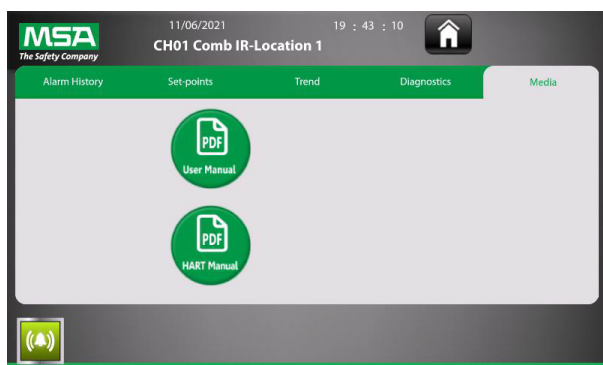 MSA
The Safety Company
11/06/2021 19 : 43 : 10
CH01 Comb IR-Location 1
Alarm History Set-points Trend Diagnostics Media
PDF
User Manual
PDF
HART Manual